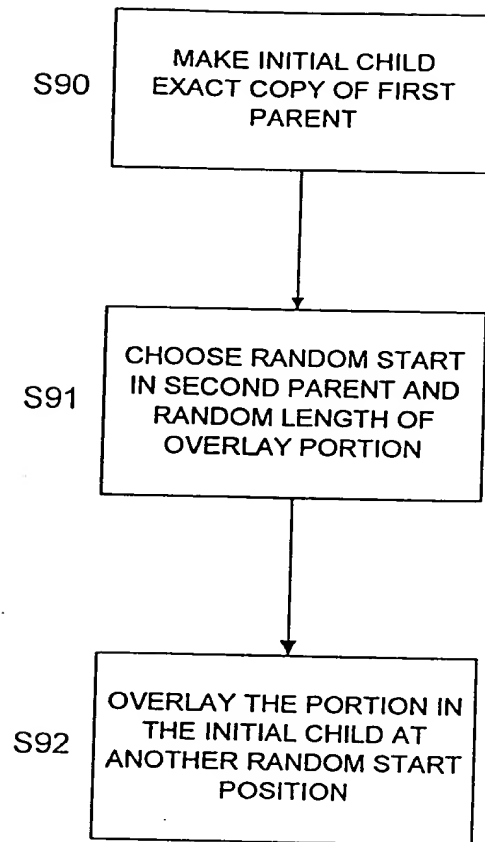 S90
MAKE INITIAL CHILD
EXACT COPY OF FIRST
PARENT
S91
CHOOSE RANDOM START
IN SECOND PARENT AND
RANDOM LENGTH OF
OVERLAY PORTION
S92
OVERLAY THE PORTION IN
THE INITIAL CHILD AT
ANOTHER RANDOM START
POSITION